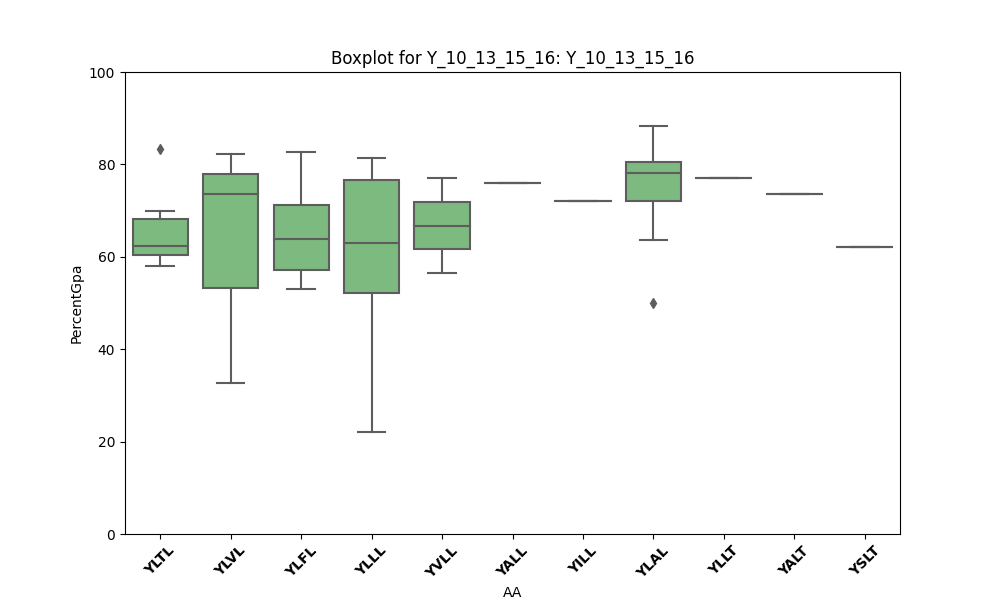 Boxplot for Y_10_13_15_16: Y_10_13_15_16
100
80
60
40
20
0
PercentGpa
YLTL YLVL YLFL YLLL YVLL YALL YILL YLAL YLLT YALT YSLT
AA